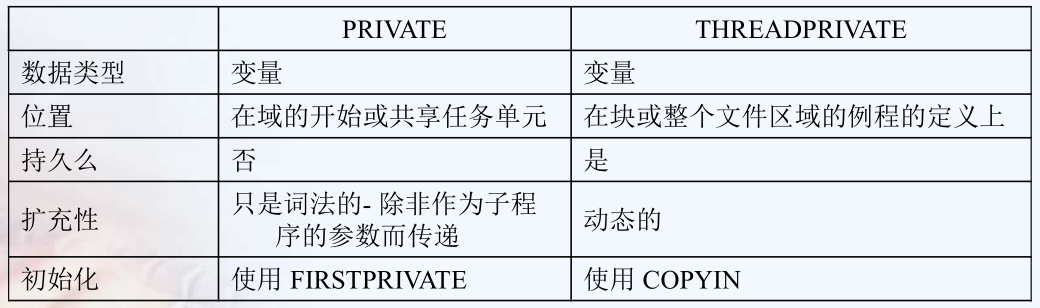 PRIVATE THREADPRIVATE
数据类型 变量 变量
位置 在域的开始或共享任务单元 在块或整个文件区域的例程的定义上
持久么 否 是
扩充性 只是词法的- 除非作为子程 动态的
序的参数而传递
初始化 使用 FIRSTPRIVATE 使用 COPYIN